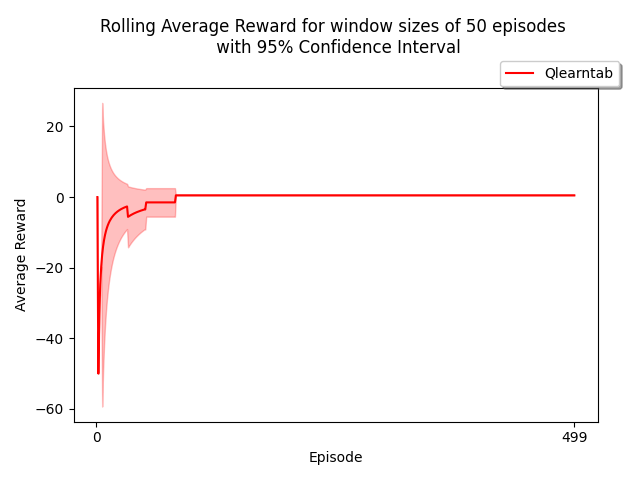 Rolling Average Reward for window sizes of 50 episodes
with 95% Confidence Interval
Qlearntab
20
0
−20
−40
−60
Average Reward
0
499
Episode